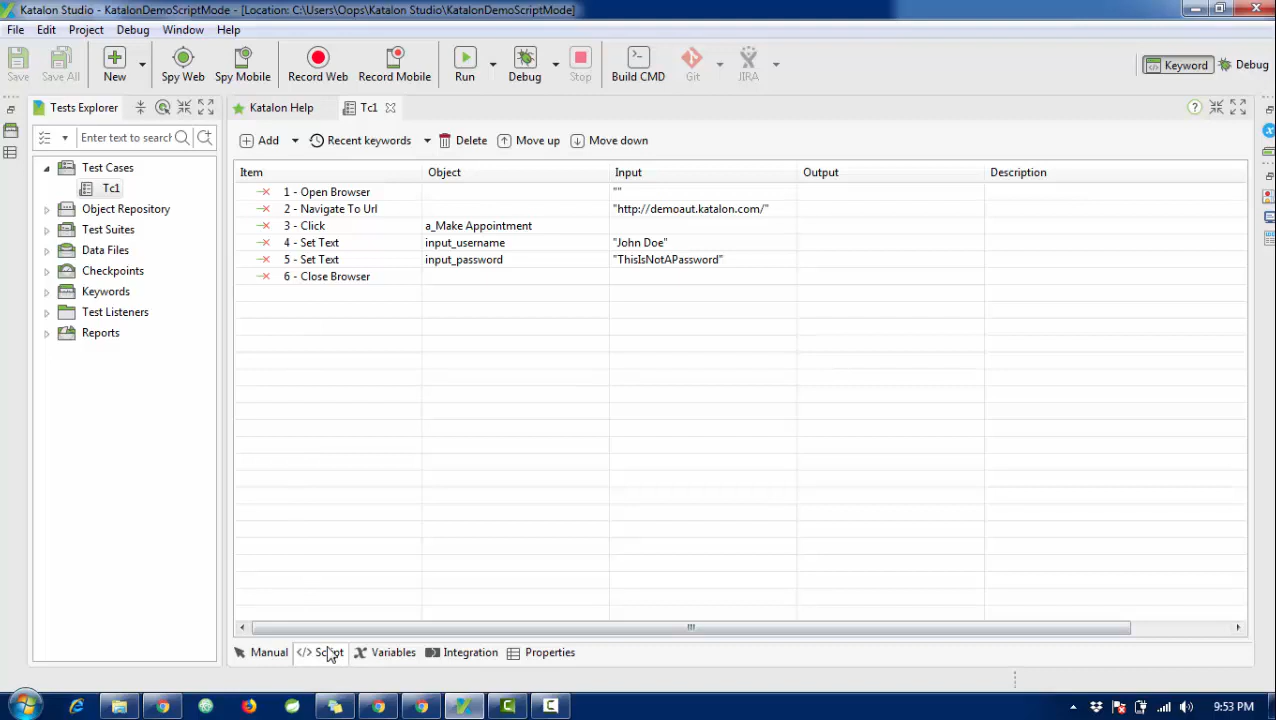 Katalon Studio - KatalonDemoScriptMode - [Location: C:\Users\Oops\Katalon Studio\KatalonDemoScriptMode]
File Edit Project Debug Window Help
Save Save All New Spy Web Spy Mobile Record Web Record Mobile Run Debug Stop Build CMD Git JIRA Keyword Debug
Tests Explorer Katalon Help Tc1
Enter text to search Add Recent keywords Delete Move up Move down
Test Cases
Tc1
Object Repository
Test Suites
Data Files
Checkpoints
Keywords
Test Listeners
Reports
Item Object Input Output Description
1 - Open Browser ""
2 - Navigate To Url "http://demoaut.katalon.com/"
3 - Click a_Make Appointment
4 - Set Text input_username "John Doe"
5 - Set Text input_password "ThisIsNotAPassword"
6 - Close Browser
Manual </> Script Variables Integration Properties
9:53 PM